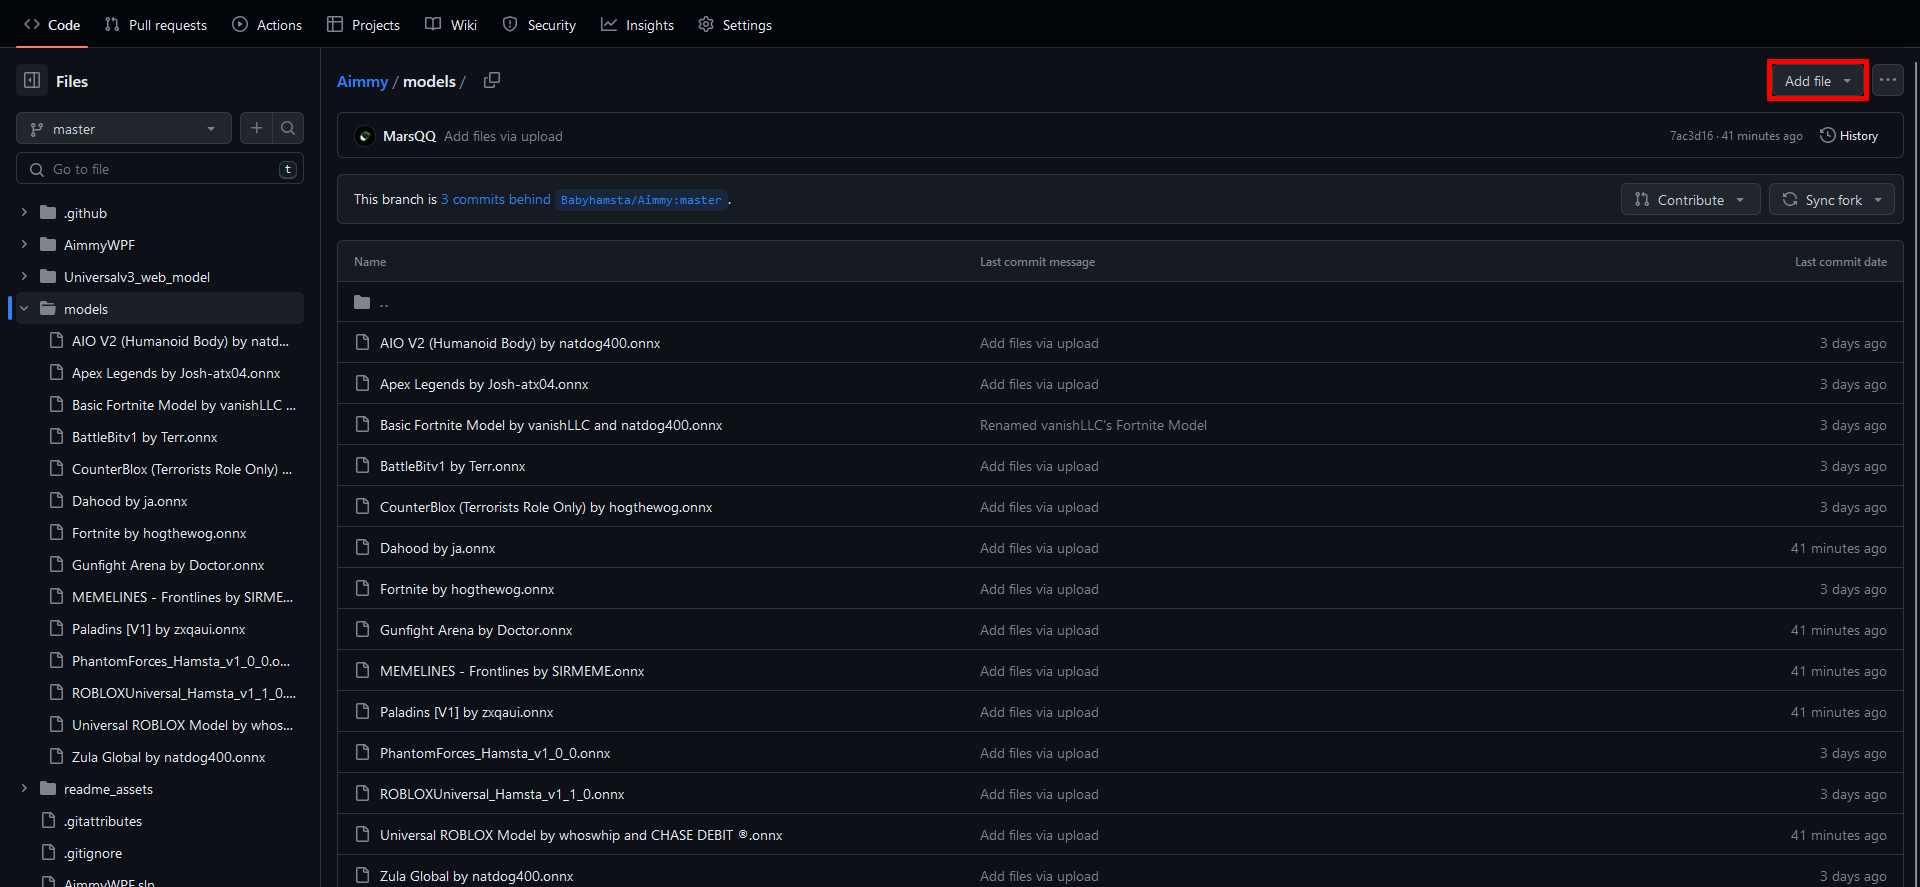 Code Pull requests Actions Projects Wiki Security Insights Settings
Files
master
Go to file t
.github
AimmyWPF
Universalv3_web_model
models
AIO V2 (Humanoid Body) by natd...
Apex Legends by Josh-atx04.onnx
Basic Fortnite Model by vanishLLC ...
BattleBitv1 by Terr.onnx
CounterBlox (Terrorists Role Only) ...
Dahood by ja.onnx
Fortnite by hogthewog.onnx
Gunfight Arena by Doctor.onnx
MEMELINES - Frontlines by SIRME...
Paladins [V1] by zxqaui.onnx
PhantomForces_Hamsta_v1_0_0.o...
ROBLOXUniversal_Hamsta_v1_1_0....
Universal ROBLOX Model by whos...
Zula Global by natdog400.onnx
readme_assets
.gitattributes
.gitignore
AimmyWPF.sln
Aimmy / models /
Add file ...
MarsQQ Add files via upload 7ac3d16 · 41 minutes ago History
This branch is 3 commits behind Babyhamsta/Aimmy:master . Contribute Sync fork
Name Last commit message Last commit date
..
AIO V2 (Humanoid Body) by natdog400.onnx Add files via upload 3 days ago
Apex Legends by Josh-atx04.onnx Add files via upload 3 days ago
Basic Fortnite Model by vanishLLC and natdog400.onnx Renamed vanishLLC's Fortnite Model 3 days ago
BattleBitv1 by Terr.onnx Add files via upload 3 days ago
CounterBlox (Terrorists Role Only) by hogthewog.onnx Add files via upload 3 days ago
Dahood by ja.onnx Add files via upload 41 minutes ago
Fortnite by hogthewog.onnx Add files via upload 3 days ago
Gunfight Arena by Doctor.onnx Add files via upload 41 minutes ago
MEMELINES - Frontlines by SIRMEME.onnx Add files via upload 41 minutes ago
Paladins [V1] by zxqaui.onnx Add files via upload 41 minutes ago
PhantomForces_Hamsta_v1_0_0.onnx Add files via upload 3 days ago
ROBLOXUniversal_Hamsta_v1_1_0.onnx Add files via upload 3 days ago
Universal ROBLOX Model by whoswhip and CHASE DEBIT ®.onnx Add files via upload 41 minutes ago
Zula Global by natdog400.onnx Add files via upload 3 days ago